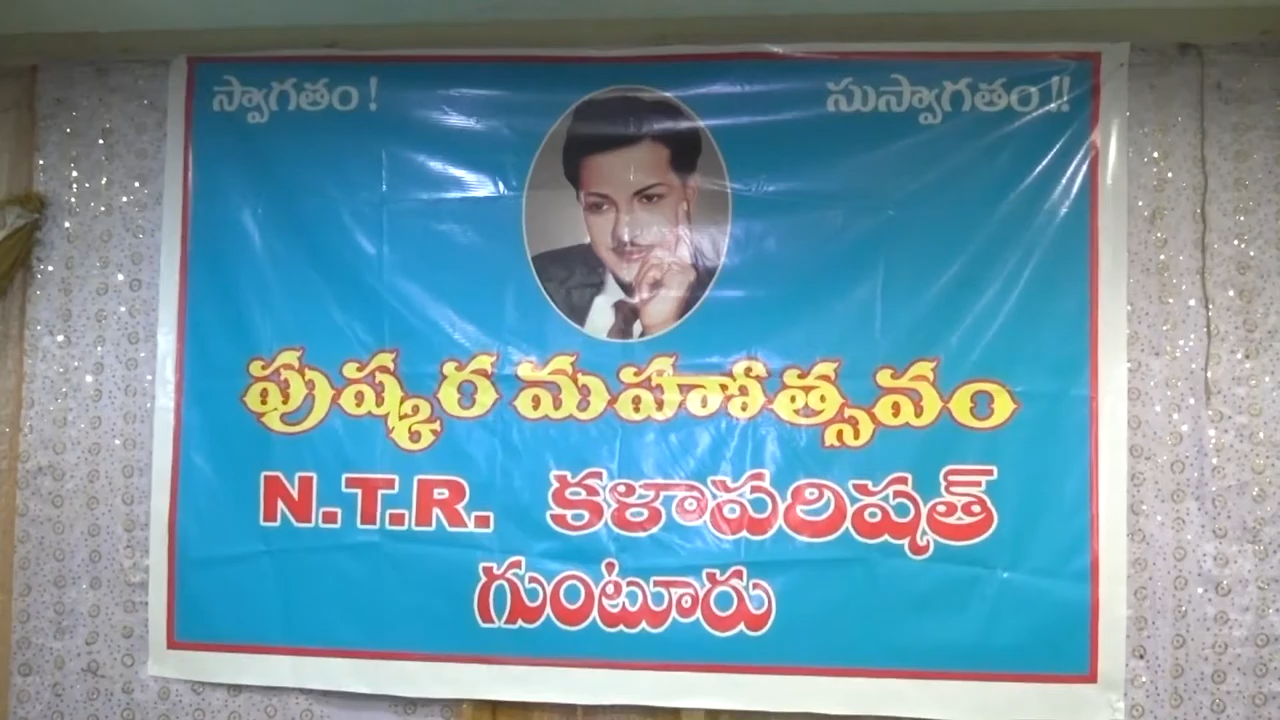 స్వాగతం! సుస్వాగతం!!
పుష్కర మహోత్సవం
N.T.R. కళాపరిషత్
గుంటూరు